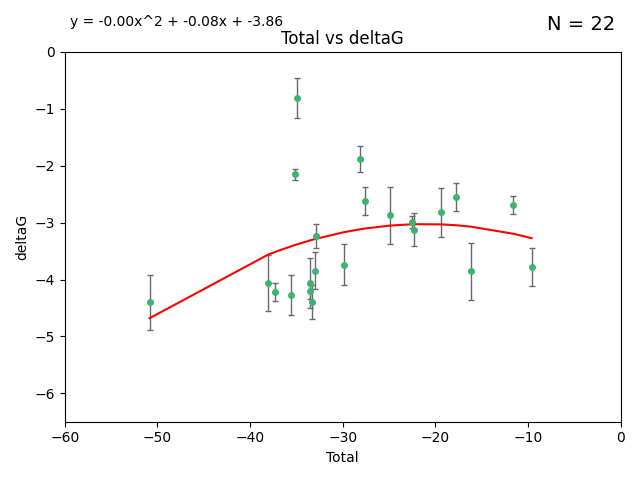 y = -0.00x^2 + -0.08x + -3.86
N = 22
Total vs deltaG
0
−1
−2
−3
−4
−5
−6
deltaG
−60 −50 −40 −30 −20 −10 0
Total